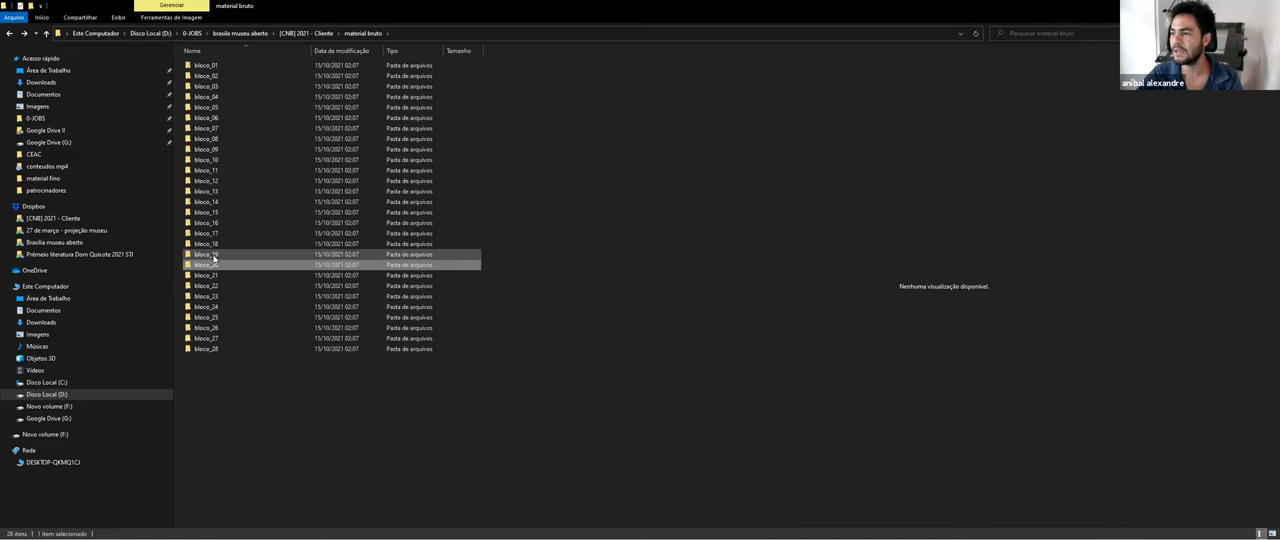 Gerenciar
material bruto
Arquivo
Início
Compartilhar
Exibir
Ferramentas de Imagem
Este Computador > Disco Local (D:) > 0-JOBS > brasila museu aberto > [CNB] 2021 - Cliente > material bruto >
Pesquisar material bruto
aníbal alexandre
Nome Data de modificação Tipo Tamanho
bloco_01 15/10/2021 02:07 Pasta de arquivos
bloco_02 15/10/2021 02:07 Pasta de arquivos
bloco_03 15/10/2021 02:07 Pasta de arquivos
bloco_04 15/10/2021 02:07 Pasta de arquivos
bloco_05 15/10/2021 02:07 Pasta de arquivos
bloco_06 15/10/2021 02:07 Pasta de arquivos
bloco_07 15/10/2021 02:07 Pasta de arquivos
bloco_08 15/10/2021 02:07 Pasta de arquivos
bloco_09 15/10/2021 02:07 Pasta de arquivos
bloco_10 15/10/2021 02:07 Pasta de arquivos
bloco_11 15/10/2021 02:07 Pasta de arquivos
bloco_12 15/10/2021 02:07 Pasta de arquivos
bloco_13 15/10/2021 02:07 Pasta de arquivos
bloco_14 15/10/2021 02:07 Pasta de arquivos
bloco_15 15/10/2021 02:07 Pasta de arquivos
bloco_16 15/10/2021 02:07 Pasta de arquivos
bloco_17 15/10/2021 02:07 Pasta de arquivos
bloco_18 15/10/2021 02:07 Pasta de arquivos
bloco_19 15/10/2021 02:07 Pasta de arquivos
bloco_20 15/10/2021 02:07 Pasta de arquivos
bloco_21 15/10/2021 02:07 Pasta de arquivos
bloco_22 15/10/2021 02:07 Pasta de arquivos
bloco_23 15/10/2021 02:07 Pasta de arquivos
bloco_24 15/10/2021 02:07 Pasta de arquivos
bloco_25 15/10/2021 02:07 Pasta de arquivos
bloco_26 15/10/2021 02:07 Pasta de arquivos
bloco_27 15/10/2021 02:07 Pasta de arquivos
bloco_28 15/10/2021 02:07 Pasta de arquivos
Acesso rápido
Área de Trabalho
Downloads
Documentos
Imagens
0-JOBS
Google Drive II
Google Drive (G:)
CEAC
conteudos mp4
material fino
patrocinadores
Dropbox
[CNB] 2021 - Cliente
27 de março - projeção museu
Brasília museu aberto
Prêmeio literatura Dom Quixote 2021 STJ
OneDrive
Este Computador
Área de Trabalho
Documentos
Downloads
Imagens
Músicas
Objetos 3D
Vídeos
Disco Local (C:)
Disco Local (D:)
Novo volume (F:)
Google Drive (G:)
Novo volume (F:)
Rede
DESKTOP-QKMQ1CJ
Nenhuma visualização disponível.
28 itens
1 item selecionado